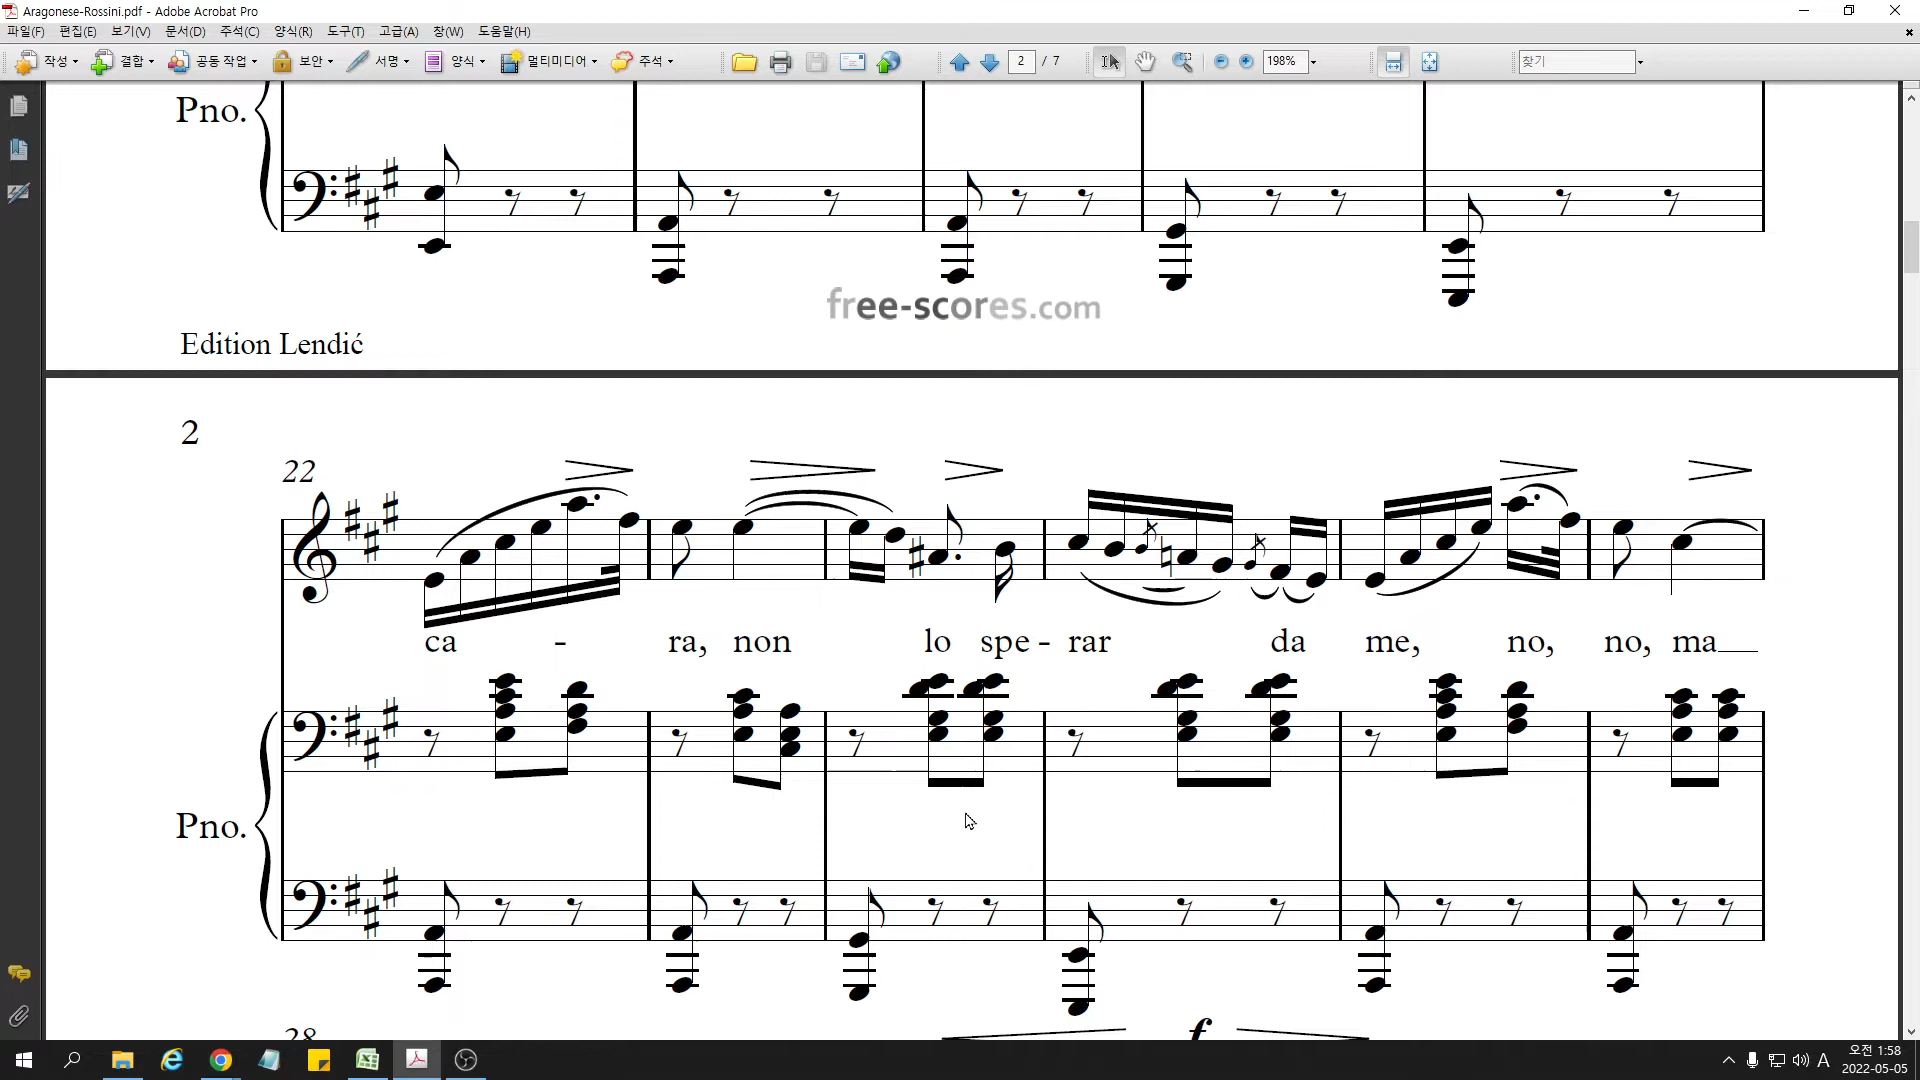 Aragonese-Rossini.pdf - Adobe Acrobat Pro
파일(F) 편집(E) 보기(V) 문서(D) 주석(C) 양식(R) 도구(T) 고급(A) 창(W) 도움말(H)
작성 결합 공동 작업 보안 서명 양식 멀티미디어 주석 2 / 7 198% 찾기
Pno.
free-scores.com
Edition Lendić
2
22
ca - ra, non lo spe - rar da me, no, no, ma
Pno.
28 f
A 오전 1:58
2022-05-05